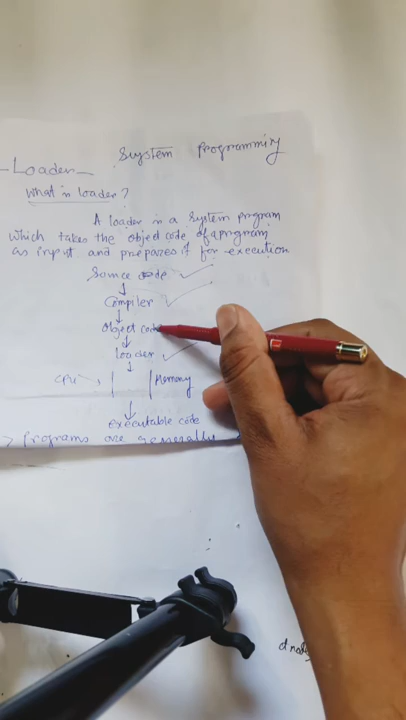 System Programming
Loader
What is loader?
A loader is a system program
which takes the object code of a program
as input and prepares it for execution
Source code
Compiler
Object code
loader
CPU Memory
executable code
> Programs are generally